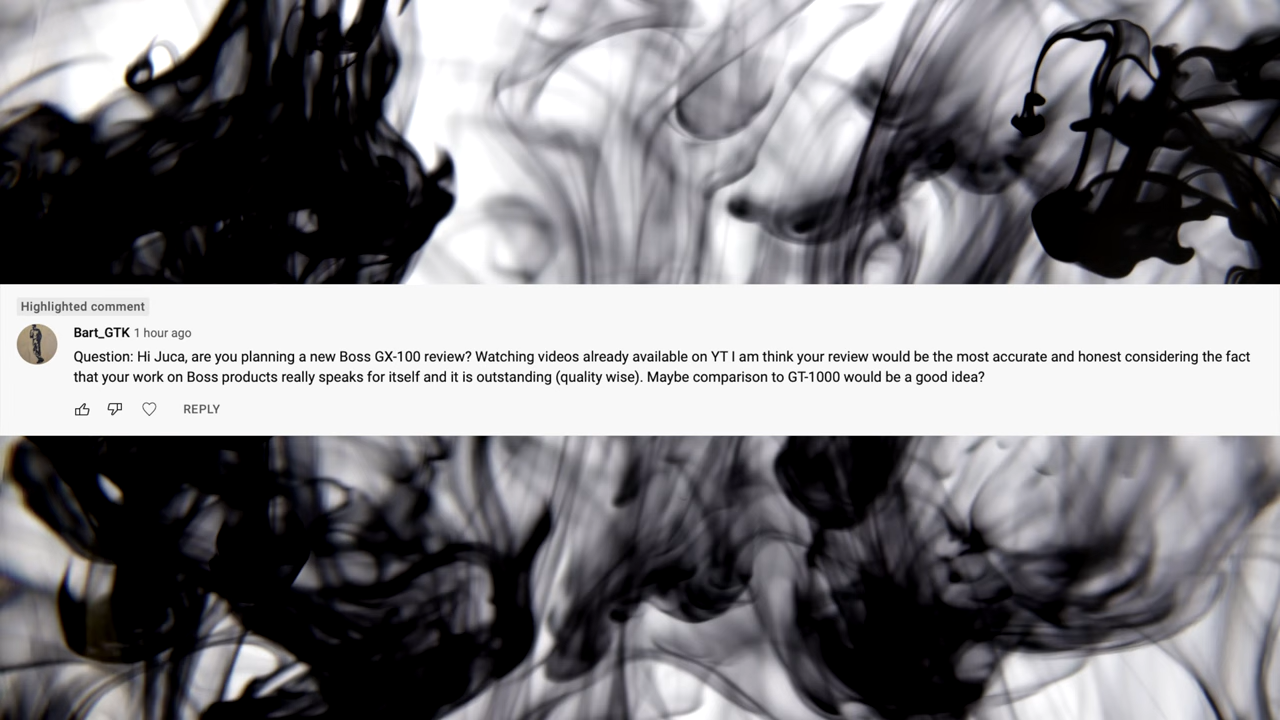 Highlighted comment
Bart_GTK 1 hour ago
Question: Hi Juca, are you planning a new Boss GX-100 review? Watching videos already available on YT I am think your review would be the most accurate and honest considering the fact
that your work on Boss products really speaks for itself and it is outstanding (quality wise). Maybe comparison to GT-1000 would be a good idea?
REPLY